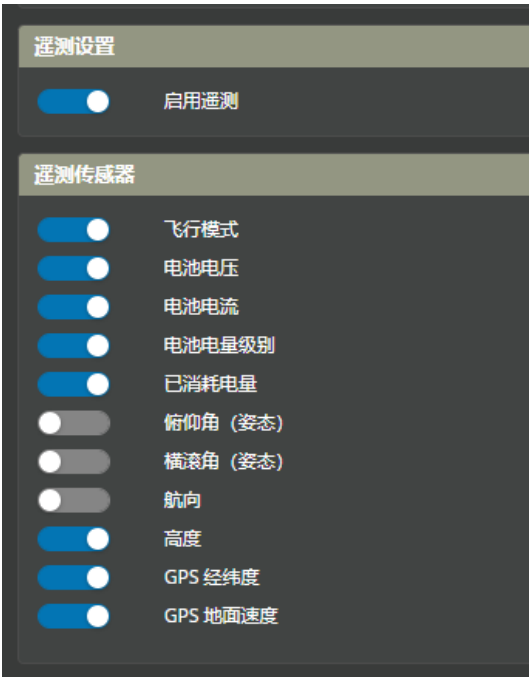 遥测设置
启用遥测
遥测传感器
飞行模式
电池电压
电池电流
电池电量级别
已消耗电量
俯仰角（姿态）
横滚角（姿态）
航向
高度
GPS 经纬度
GPS 地面速度